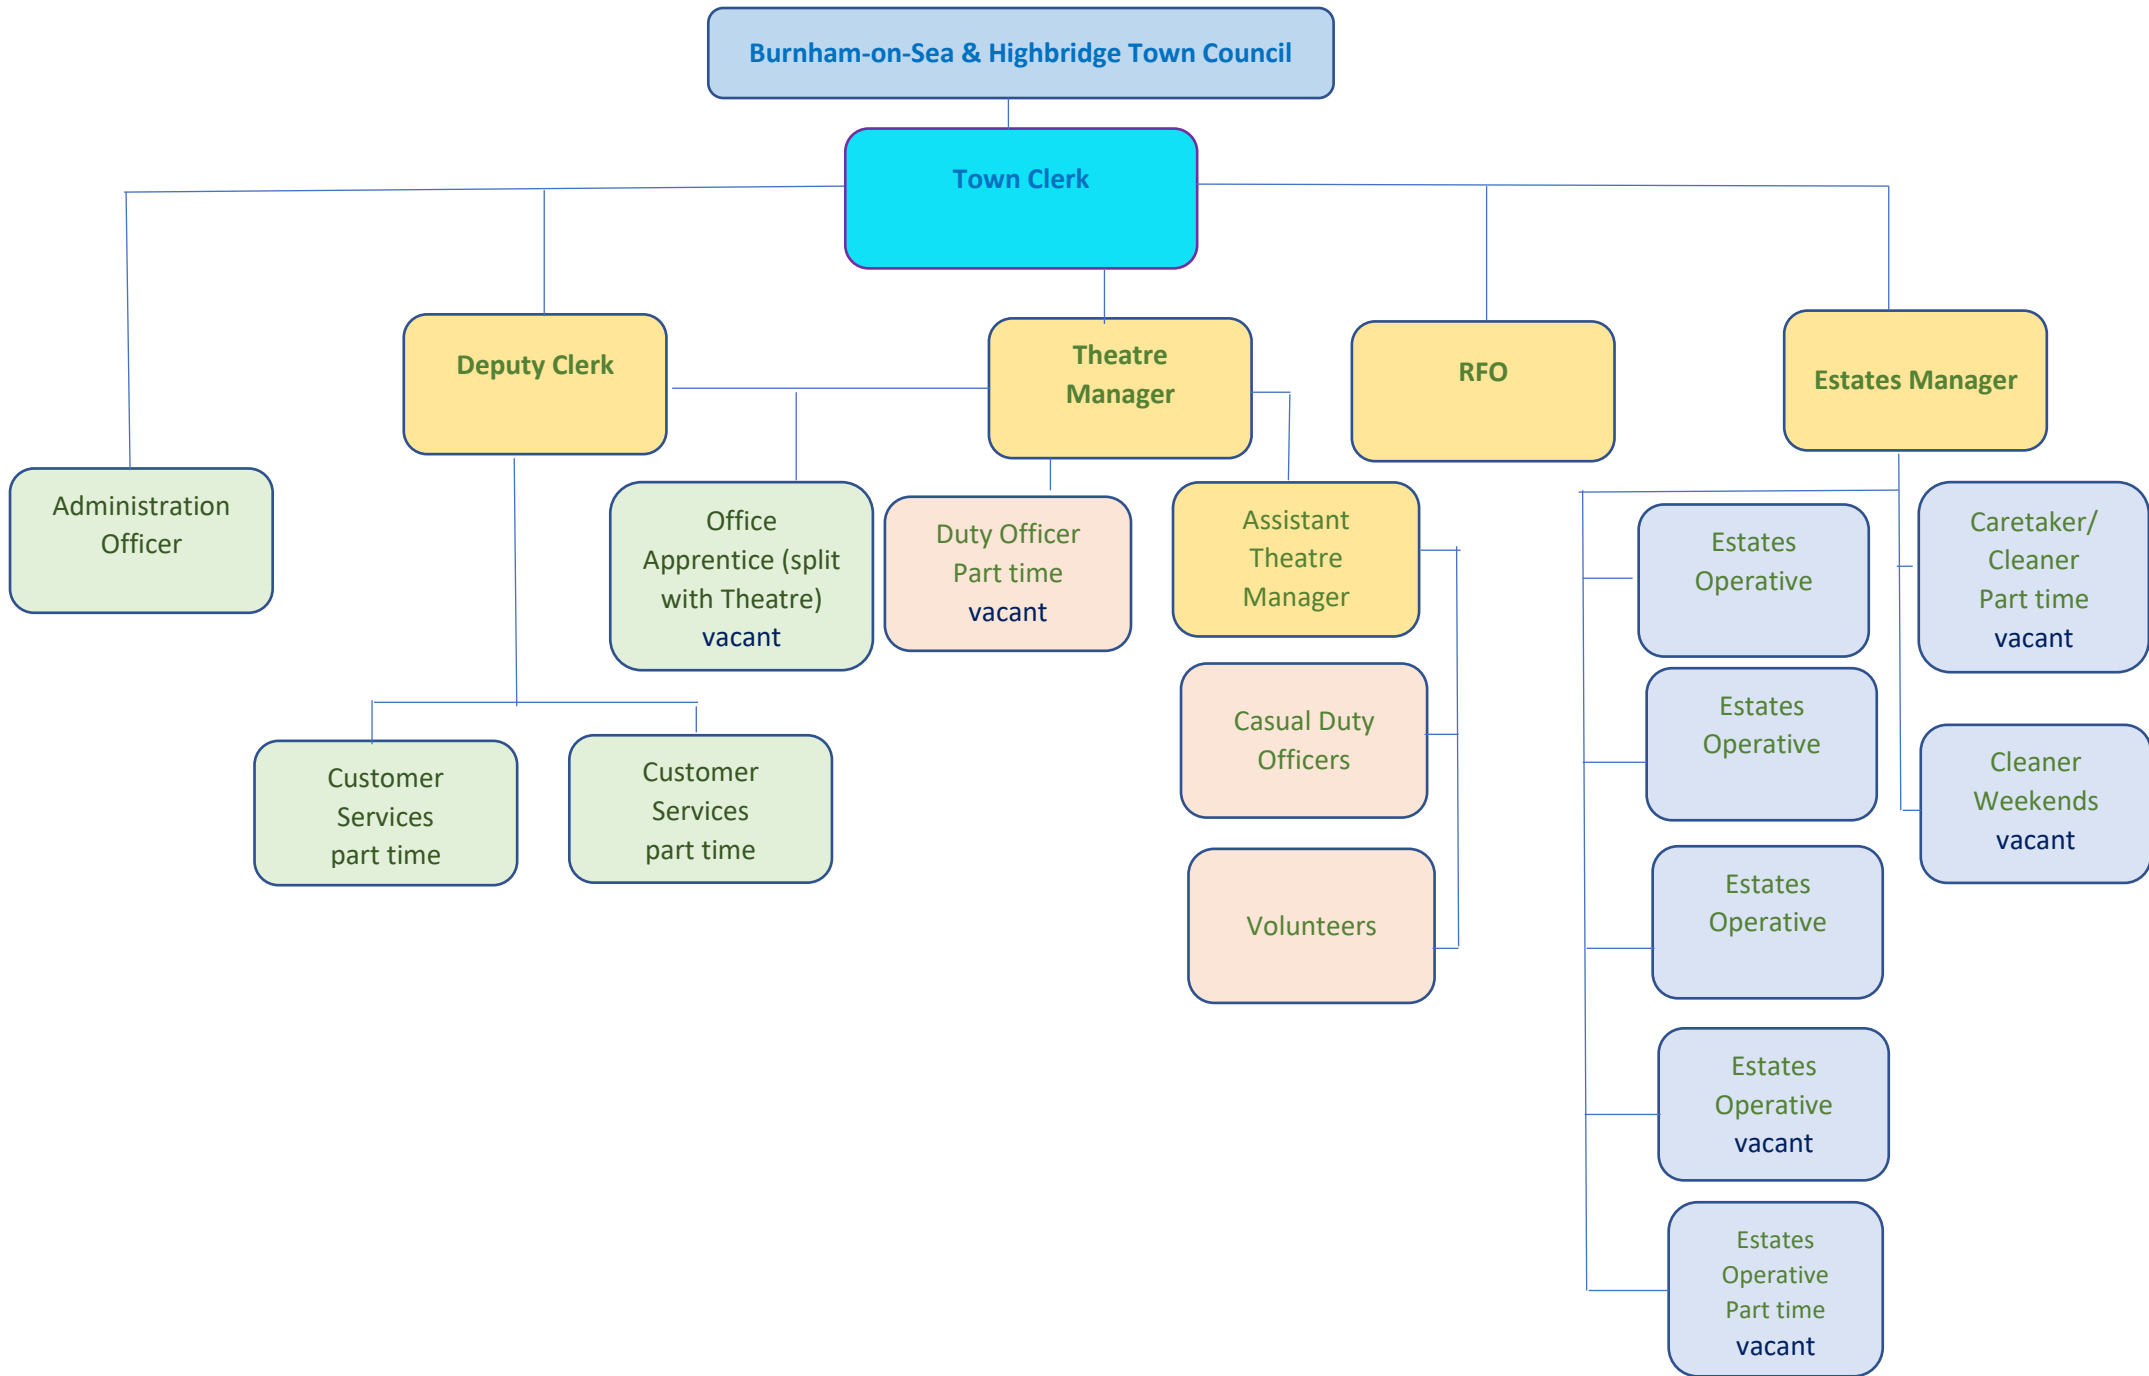 Burnham-on-Sea & Highbridge Town Council
Town Clerk
Deputy Clerk
Theatre
Manager
RFO
Estates Manager
Administration
Officer
Office
Apprentice (split
with Theatre)
vacant
Duty Officer
Part time
vacant
Assistant
Theatre
Manager
Estates
Operative
Caretaker/
Cleaner
Part time
vacant
Customer
Services
part time
Customer
Services
part time
Casual Duty
Officers
Estates
Operative
Cleaner
Weekends
vacant
Volunteers
Estates
Operative
Estates
Operative
vacant
Estates
Operative
Part time
vacant